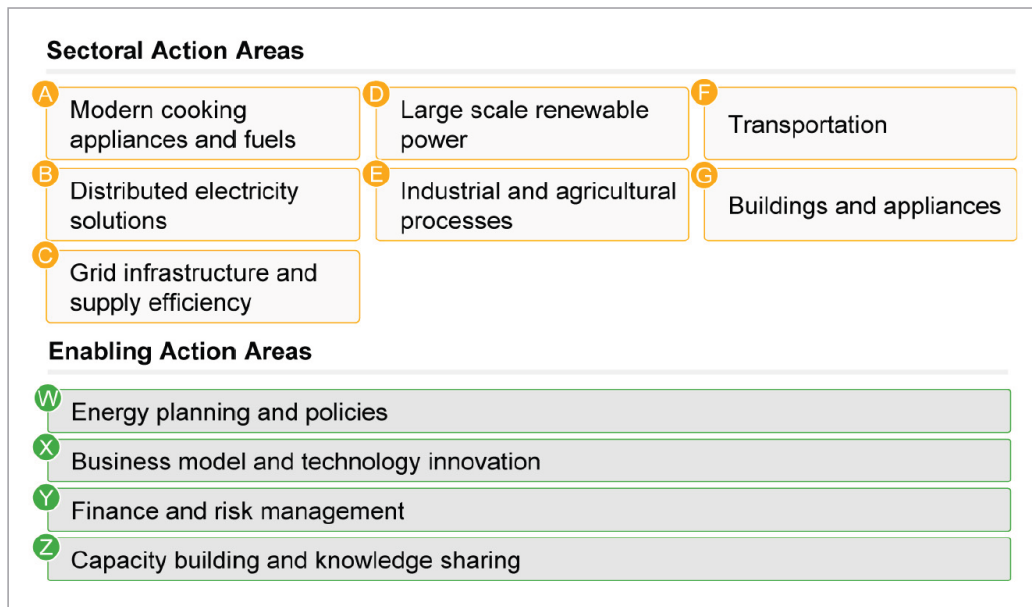 Sectoral Action Areas
A
Modern cooking
appliances and fuels
B
Distributed electricity
solutions
C
Grid infrastructure and
supply efficiency
D
Large scale renewable
power
E
Industrial and agricultural
processes
F
Transportation
G
Buildings and appliances
Enabling Action Areas
W
Energy planning and policies
X
Business model and technology innovation
Y
Finance and risk management
Z
Capacity building and knowledge sharing